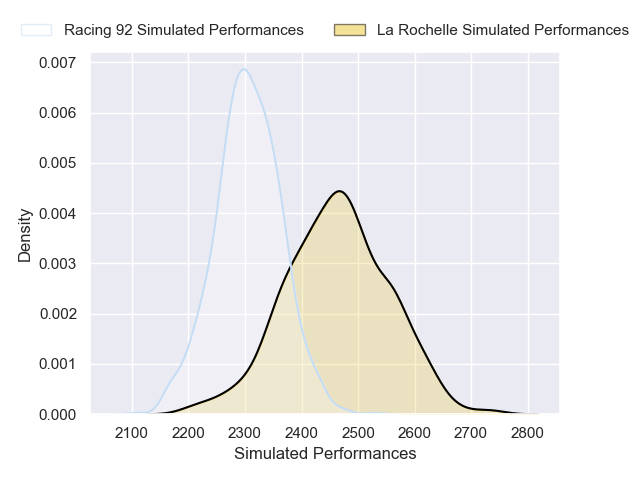 Racing 92 Simulated Performances
La Rochelle Simulated Performances
0.007
0.006
0.005
0.004
0.003
0.002
0.001
0.000
Density
2100 2200 2300 2400 2500 2600 2700 2800
Simulated Performances